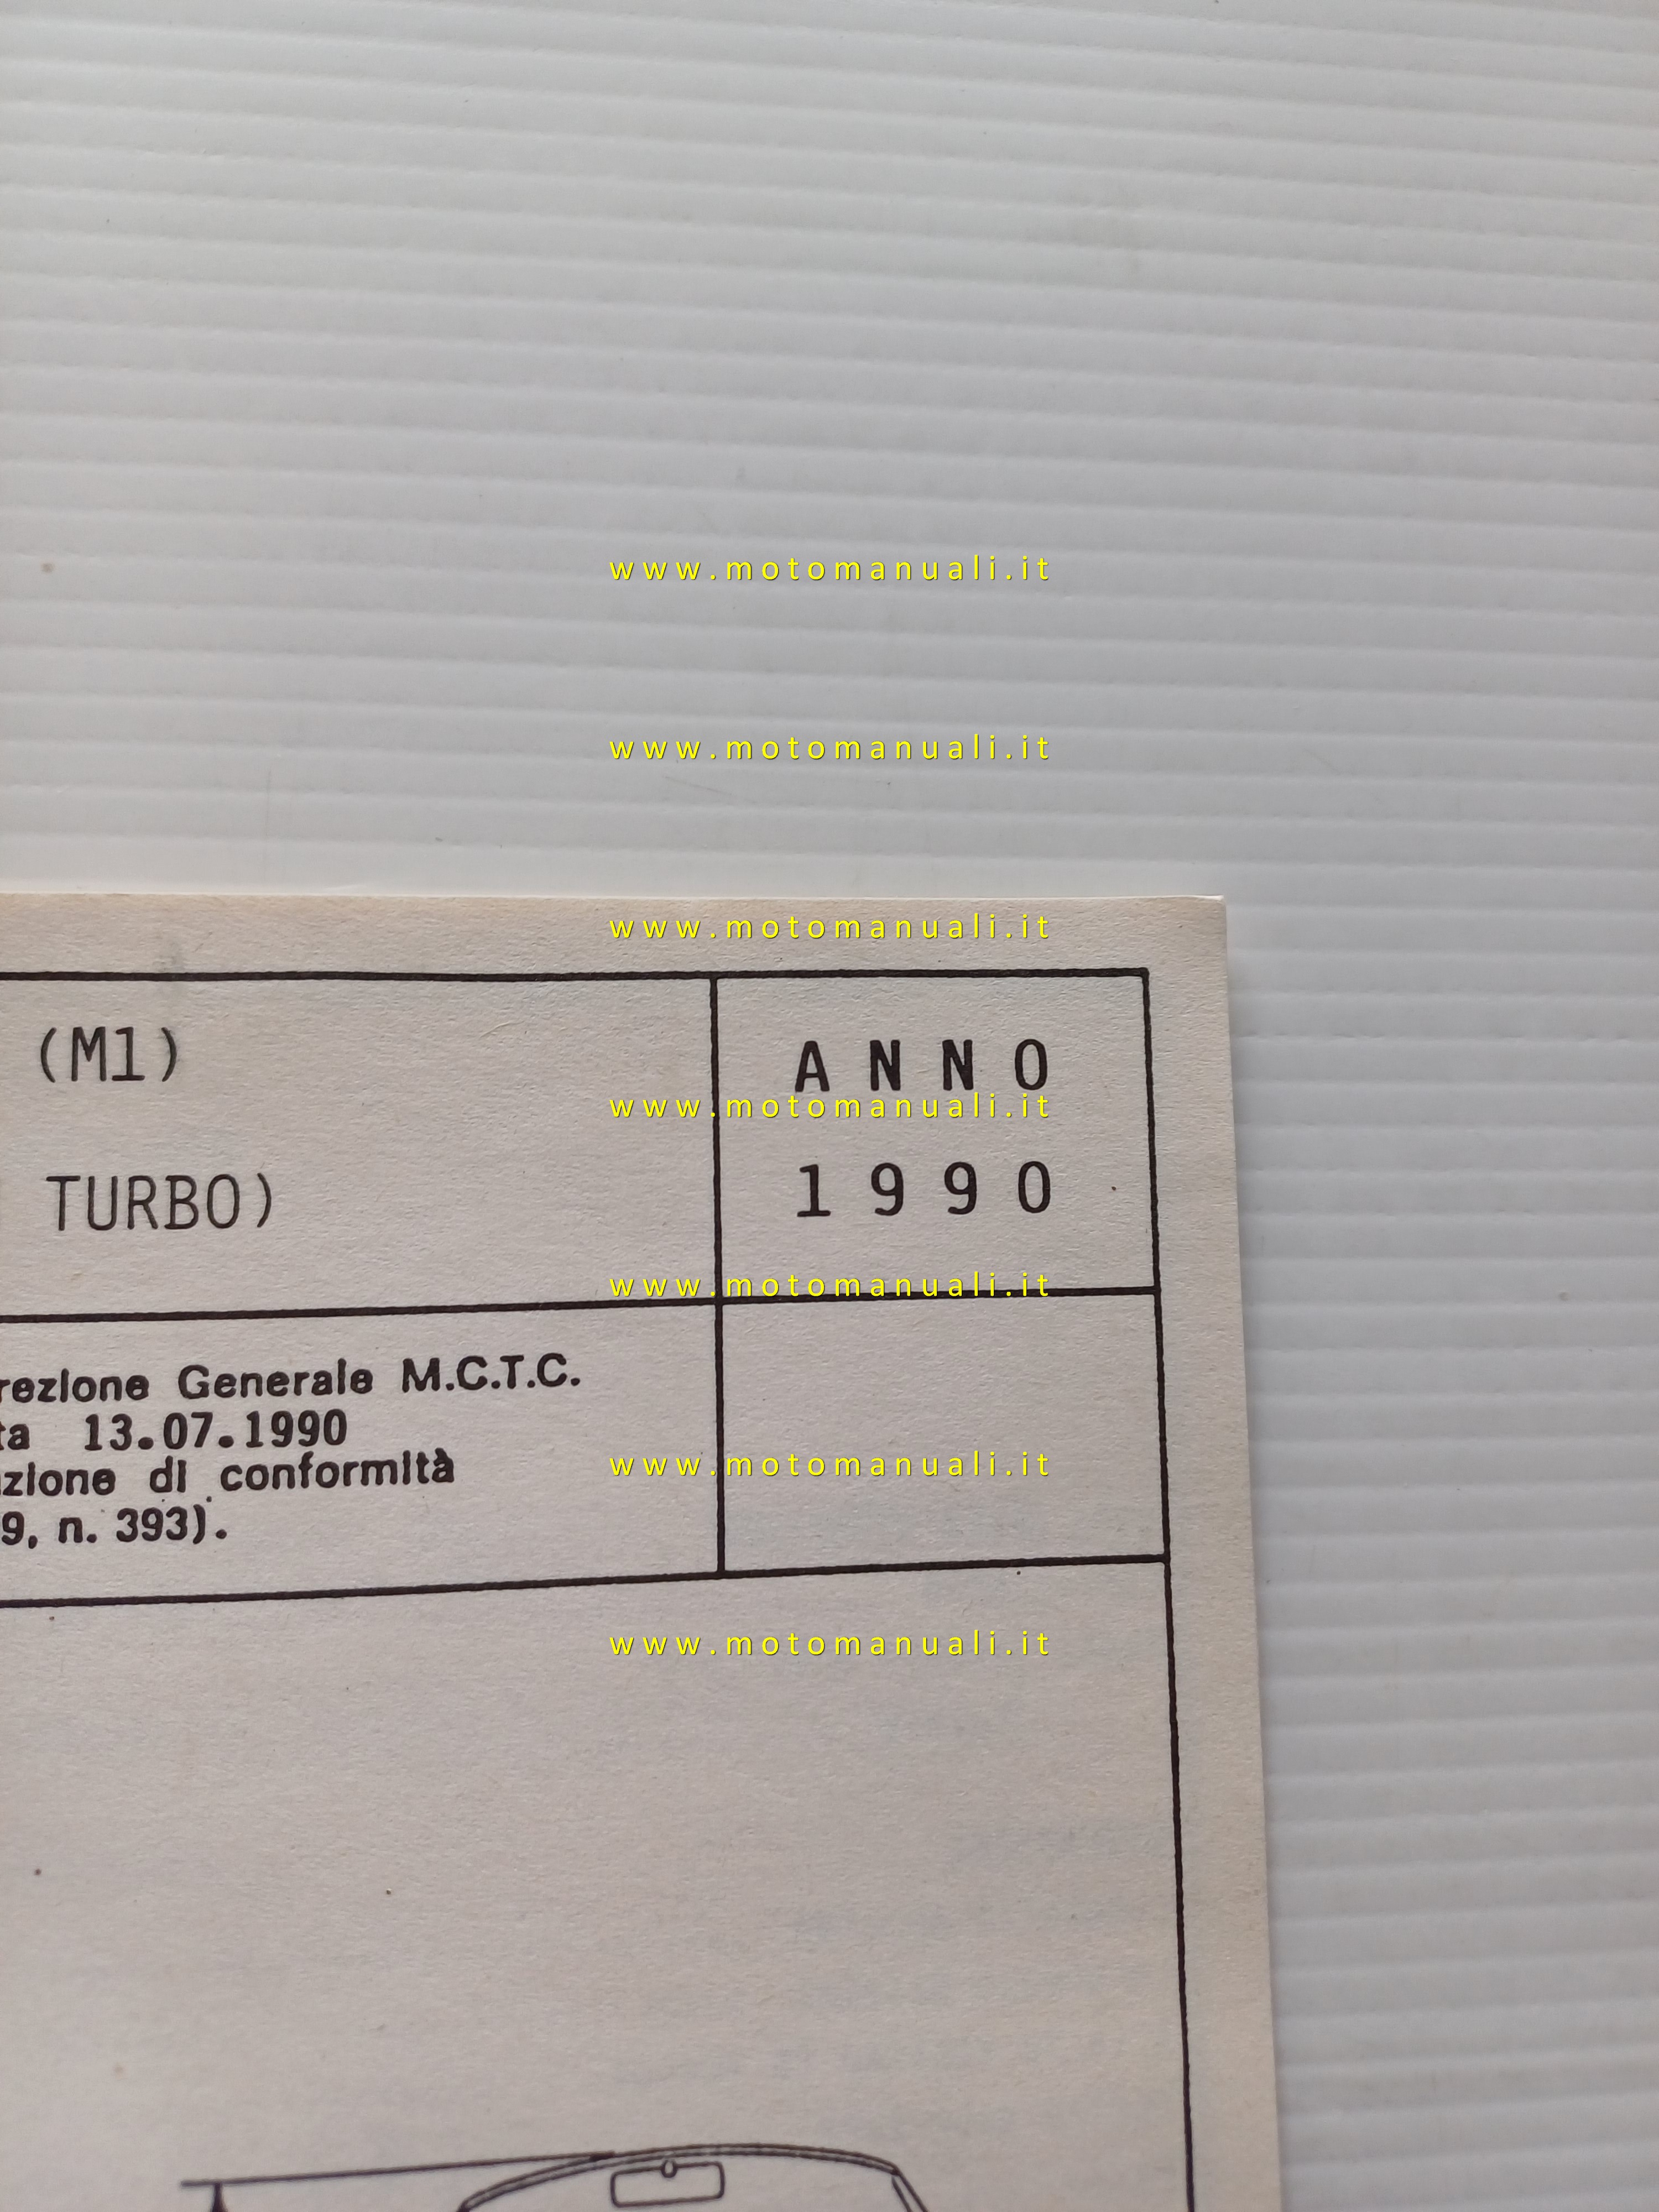 www.motomanuali.it
www.motomanuali.it
www.motomanuali.it
(M1)
ANNO
www.motomanuali.it
TURBO)
1990
www.motomanuali.it
Generale M.C.T.C.
13.07.1990
www.motomanuali.it
di conformità
9, n. 393).
www.motomanuali.it